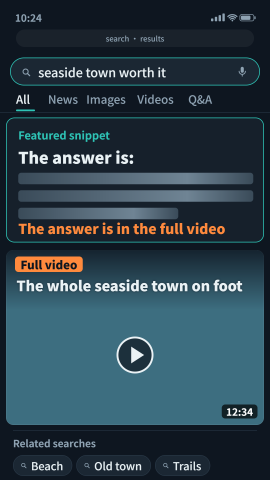 10:24
search • results
seaside town worth it
All News Images Videos Q&A
Featured snippet
The answer is:
The answer is in the full video
Full video
The whole seaside town on foot
12:34
Related searches
Beach Old town Trails